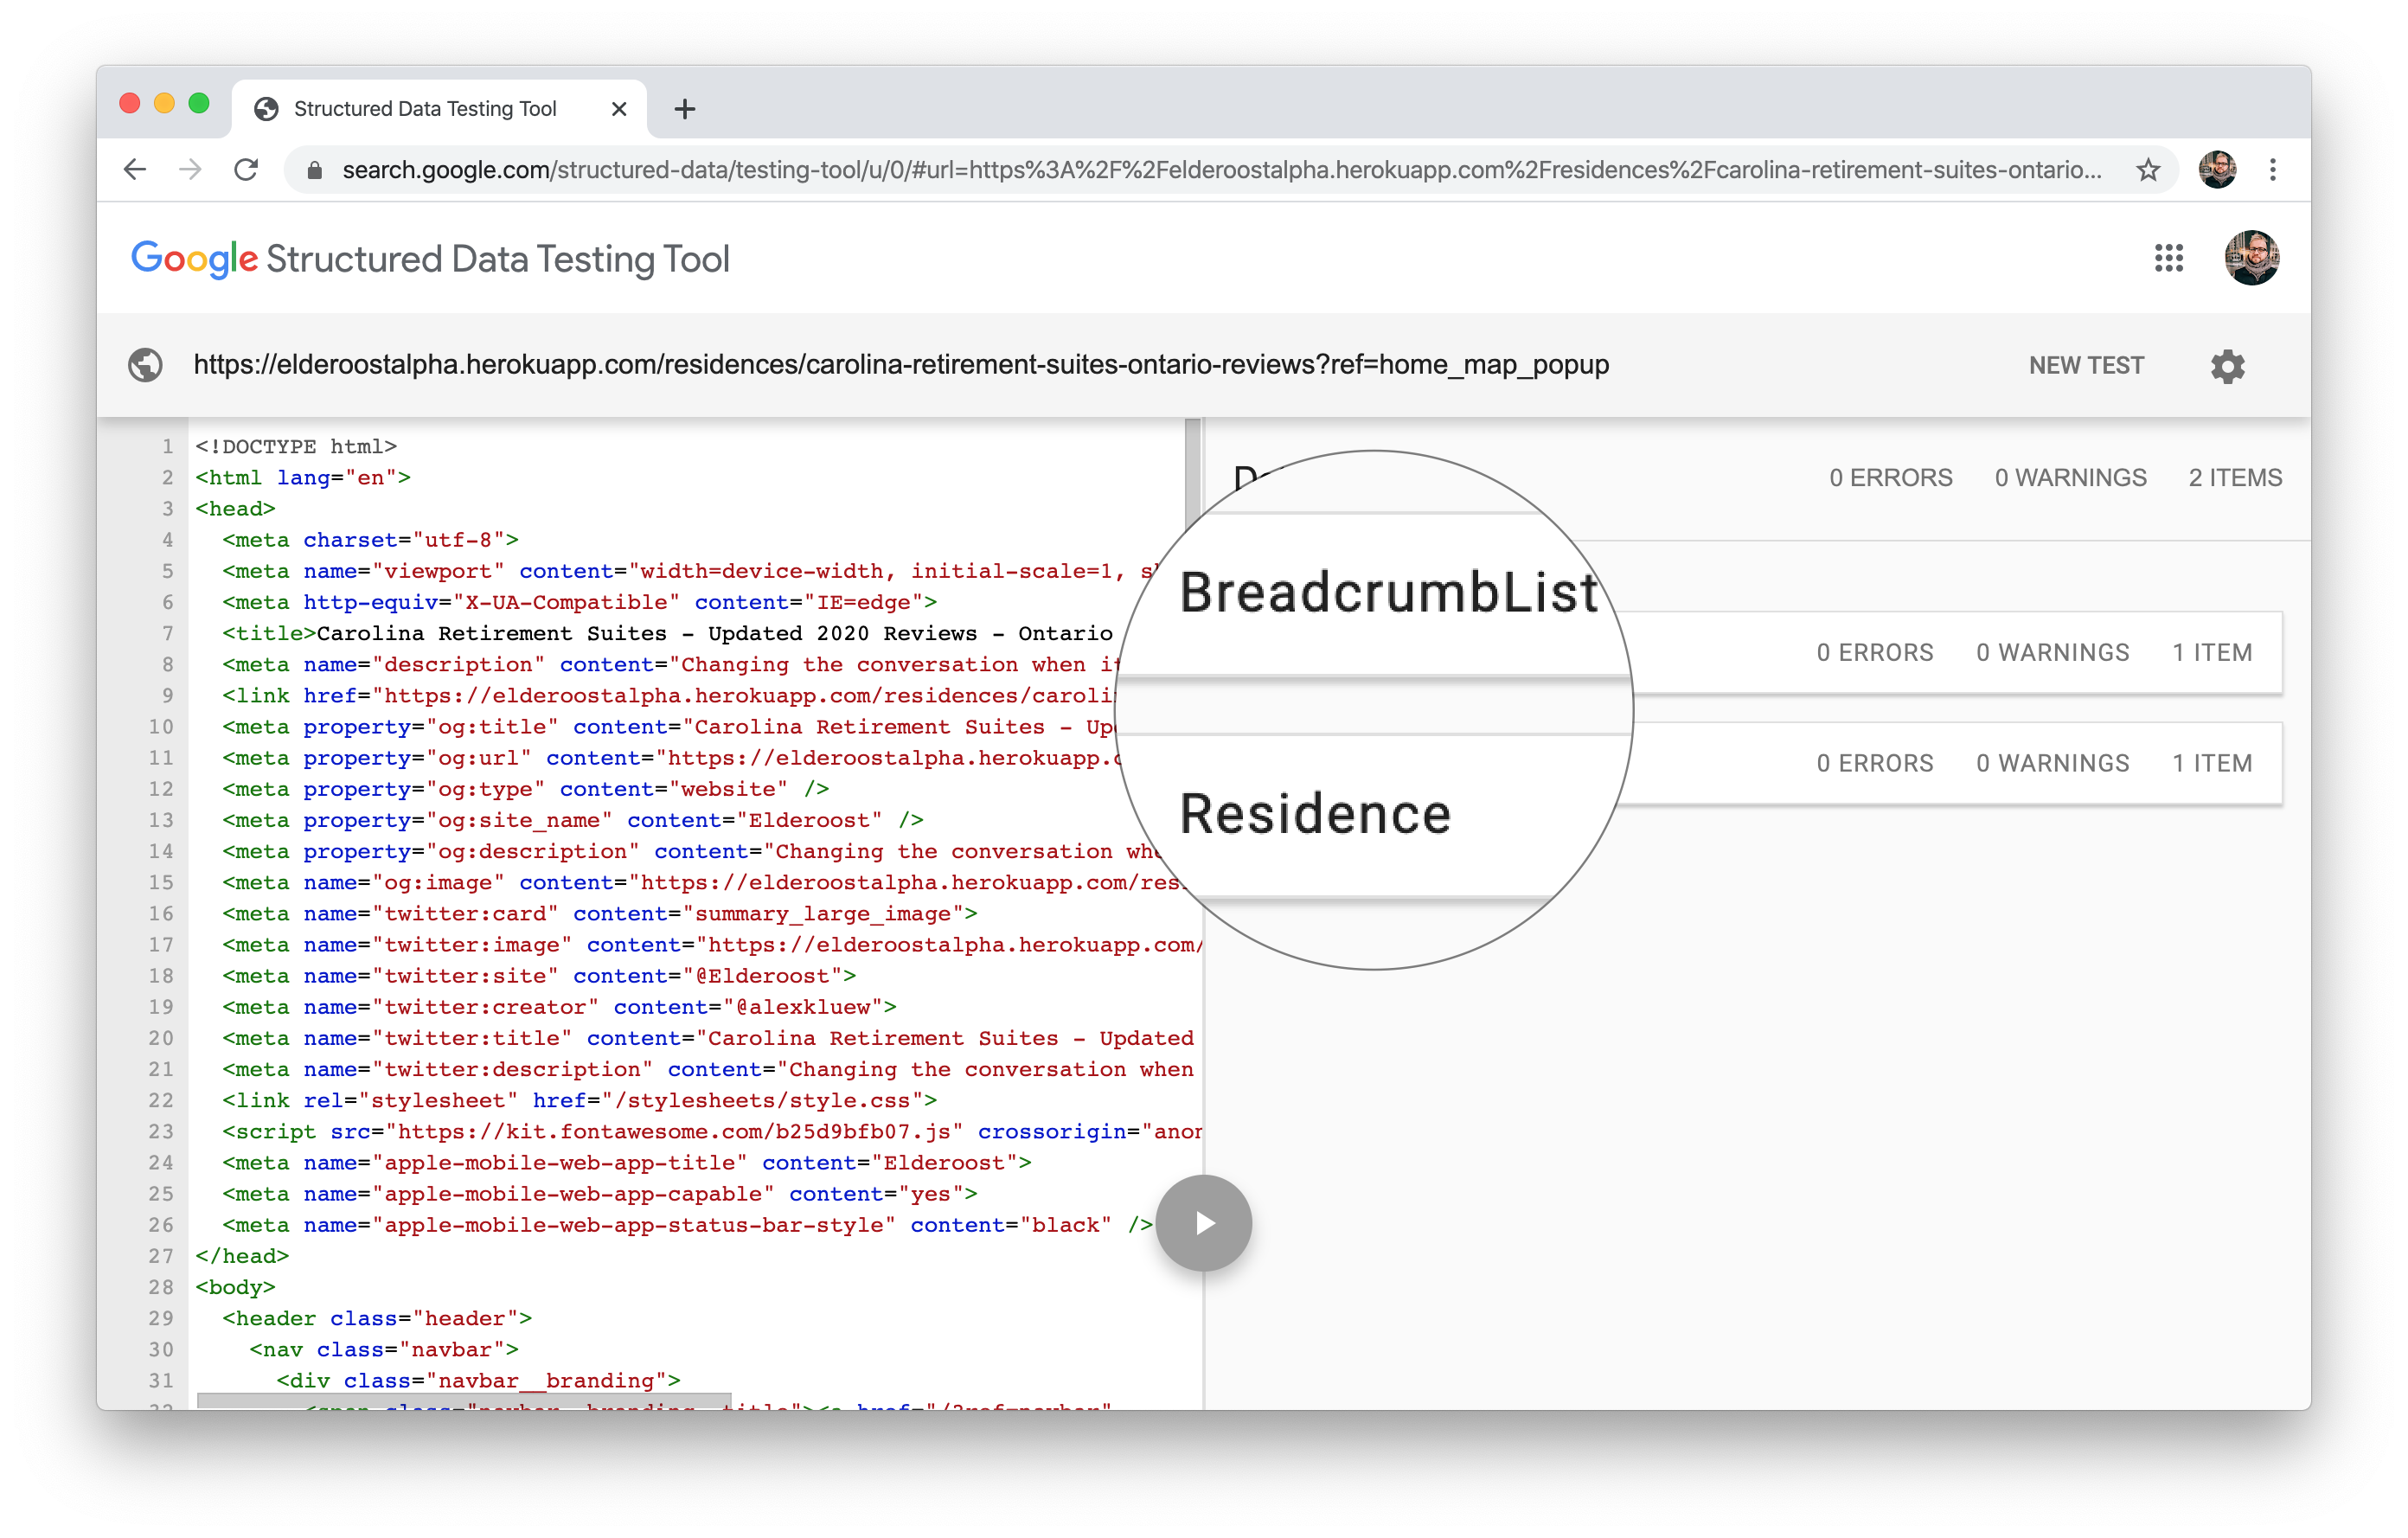 Structured Data Testing Tool
search.google.com/structured-data/testing-tool/u/0/#url=https%3A%2F%2Felderoostalpha.herokuapp.com%2Fresidences%2Fcarolina-retirement-suites-ontario...
Google Structured Data Testing Tool
https://elderoostalpha.herokuapp.com/residences/carolina-retirement-suites-ontario-reviews?ref=home_map_popup
NEW TEST
1 <!DOCTYPE html>
2 <html lang="en">
3 <head>
4 <meta charset="utf-8">
5 <meta name="viewport" content="width=device-width, initial-scale=1,
6 <meta http-equiv="X-UA-Compatible" content="IE=edge">
7 <title>Carolina Retirement Suites - Updated 2020 Reviews - Ontario
8 <meta name="description" content="Changing the conversation when
9 <link href="https://elderoostalpha.herokuapp.com/residences/caroli
10 <meta property="og:title" content="Carolina Retirement Suites -
11 <meta property="og:url" content="https://elderoostalpha.herokuapp.
12 <meta property="og:type" content="website" />
13 <meta property="og:site_name" content="Elderoost" />
14 <meta property="og:description" content="Changing the conversation
15 <meta name="og:image" content="https://elderoostalpha.herokuapp.com/res
16 <meta name="twitter:card" content="summary_large_image">
17 <meta name="twitter:image" content="https://elderoostalpha.herokuapp.com/
18 <meta name="twitter:site" content="@Elderoost">
19 <meta name="twitter:creator" content="@alexkluew">
20 <meta name="twitter:title" content="Carolina Retirement Suites - Updated
21 <meta name="twitter:description" content="Changing the conversation when
22 <link rel="stylesheet" href="/stylesheets/style.css">
23 <script src="https://kit.fontawesome.com/b25d9bfb07.js" crossorigin="anon
24 <meta name="apple-mobile-web-app-title" content="Elderoost">
25 <meta name="apple-mobile-web-app-capable" content="yes">
26 <meta name="apple-mobile-web-app-status-bar-style" content="black" />
27 </head>
28 <body>
29 <header class="header">
30 <nav class="navbar">
31 <div class="navbar__branding">
0 ERRORS 0 WARNINGS 2 ITEMS
BreadcrumbList
0 ERRORS 0 WARNINGS 1 ITEM
Residence
0 ERRORS 0 WARNINGS 1 ITEM